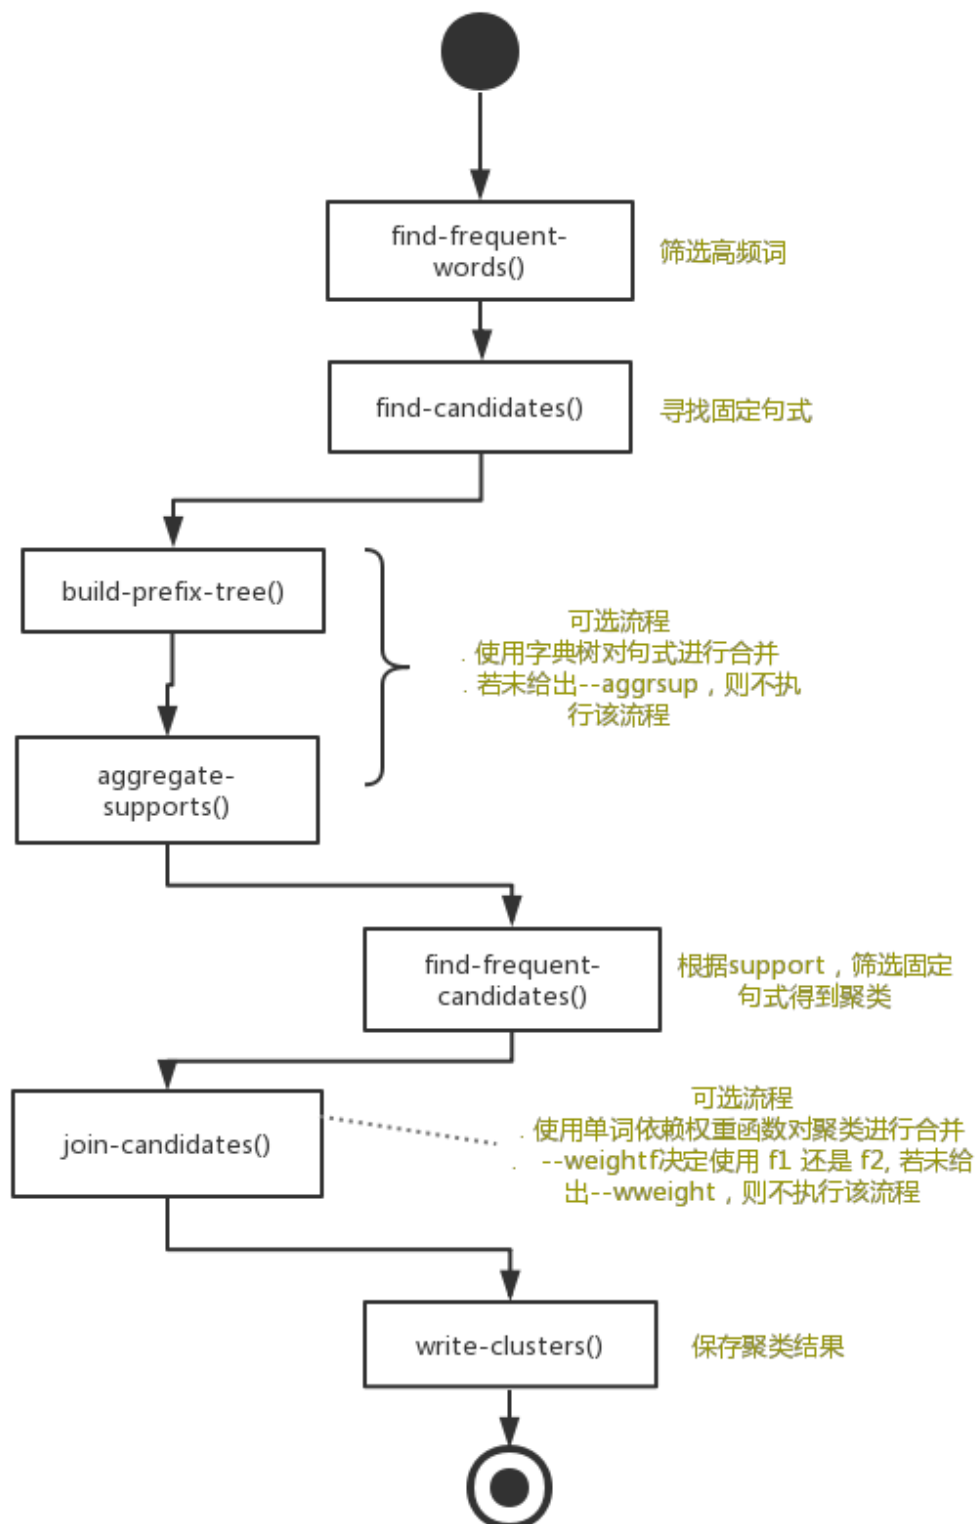 find-frequent-
words()
筛选高频词
find-candidates()
寻找固定句式
build-prefix-tree()
可选流程
. 使用字典树对句式进行合并
. 若未给出--aggrsup，则不执
行该流程
aggregate-
supports()
find-frequent-
candidates()
根据support，筛选固定
句式得到聚类
join-candidates()
可选流程
. 使用单词依赖权重函数对聚类进行合并
. --weightf决定使用 f1 还是 f2, 若未给
出--wweight，则不执行该流程
write-clusters()
保存聚类结果